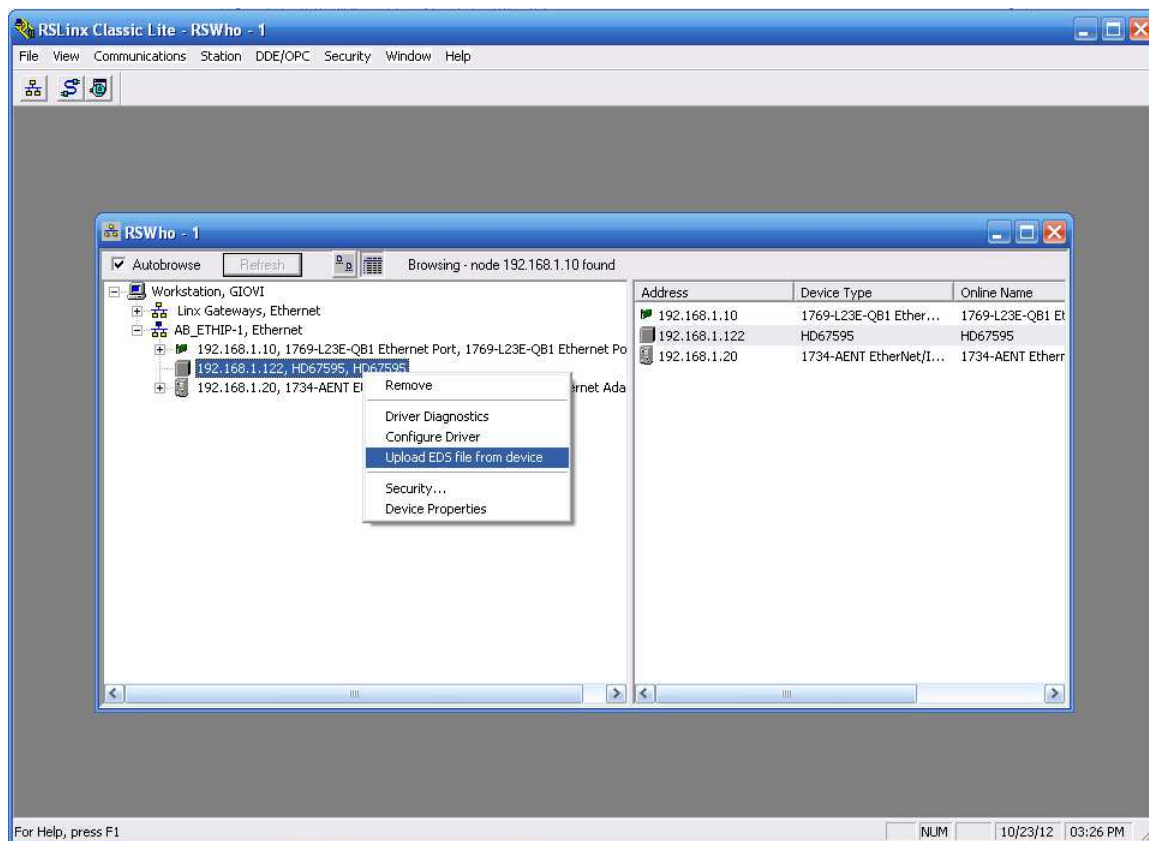 RSLinx Classic Lite - RSWho - 1
File View Communications Station DDE/OPC Security Window Help
RSWho - 1
Autobrowse Refresh Browsing - node 192.168.1.10 found
Workstation, GIOVI
Linx Gateways, Ethernet
AB_ETHIP-1, Ethernet
192.168.1.10, 1769-L23E-QB1 Ethernet Port, 1769-L23E-QB1 Ethernet Po
192.168.1.122, HD67595, HD67595
192.168.1.20, 1734-AENT Et ernet Ada
Remove
Driver Diagnostics
Configure Driver
Upload EDS file from device
Security...
Device Properties
Address Device Type Online Name
192.168.1.10 1769-L23E-QB1 Ether... 1769-L23E-QB1 Et
192.168.1.122 HD67595 HD67595
192.168.1.20 1734-AENT EtherNet/I... 1734-AENT Ethern
For Help, press F1 NUM 10/23/12 03:26 PM